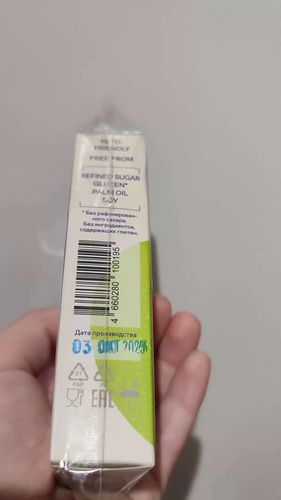 KETO-
FRIENDLY
FREE FROM
REFINED SUGAR
GLUTEN*
PALM OIL
SOY
* Без рафинирован-
ного сахара.
Без ингредиентов,
содержащих глютен.
4 660280 100195
Дата производства
03 ОКТ
EAC